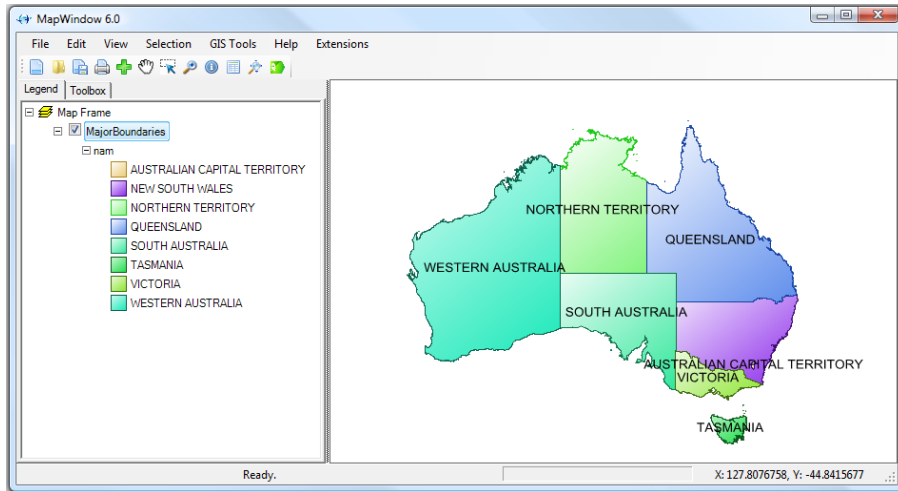 MapWindow 6.0
File Edit View Selection GIS Tools Help Extensions
Legend Toolbox
Map Frame
MajorBoundaries
nam
AUSTRALIAN CAPITAL TERRITORY
NEW SOUTH WALES
NORTHERN TERRITORY
QUEENSLAND
SOUTH AUSTRALIA
TASMANIA
VICTORIA
WESTERN AUSTRALIA
NORTHERN TERRITORY
QUEENSLAND
WESTERN AUSTRALIA
SOUTH AUSTRALIA
AUSTRALIAN CAPITAL TERRITORY
VICTORIA
TASMANIA
Ready.
X: 127.8076758, Y: -44.8415677